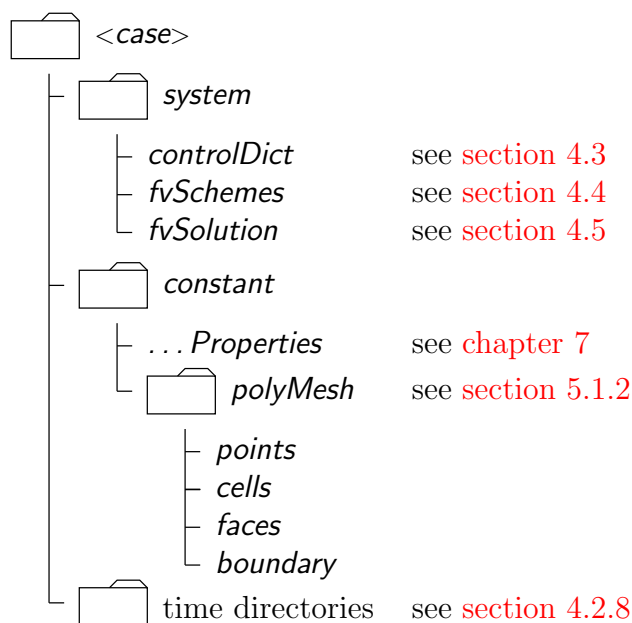 <case>
system
controlDict see section 4.3
fvSchemes see section 4.4
fvSolution see section 4.5
constant
...Properties see chapter 7
polyMesh see section 5.1.2
points
cells
faces
boundary
time directories see section 4.2.8